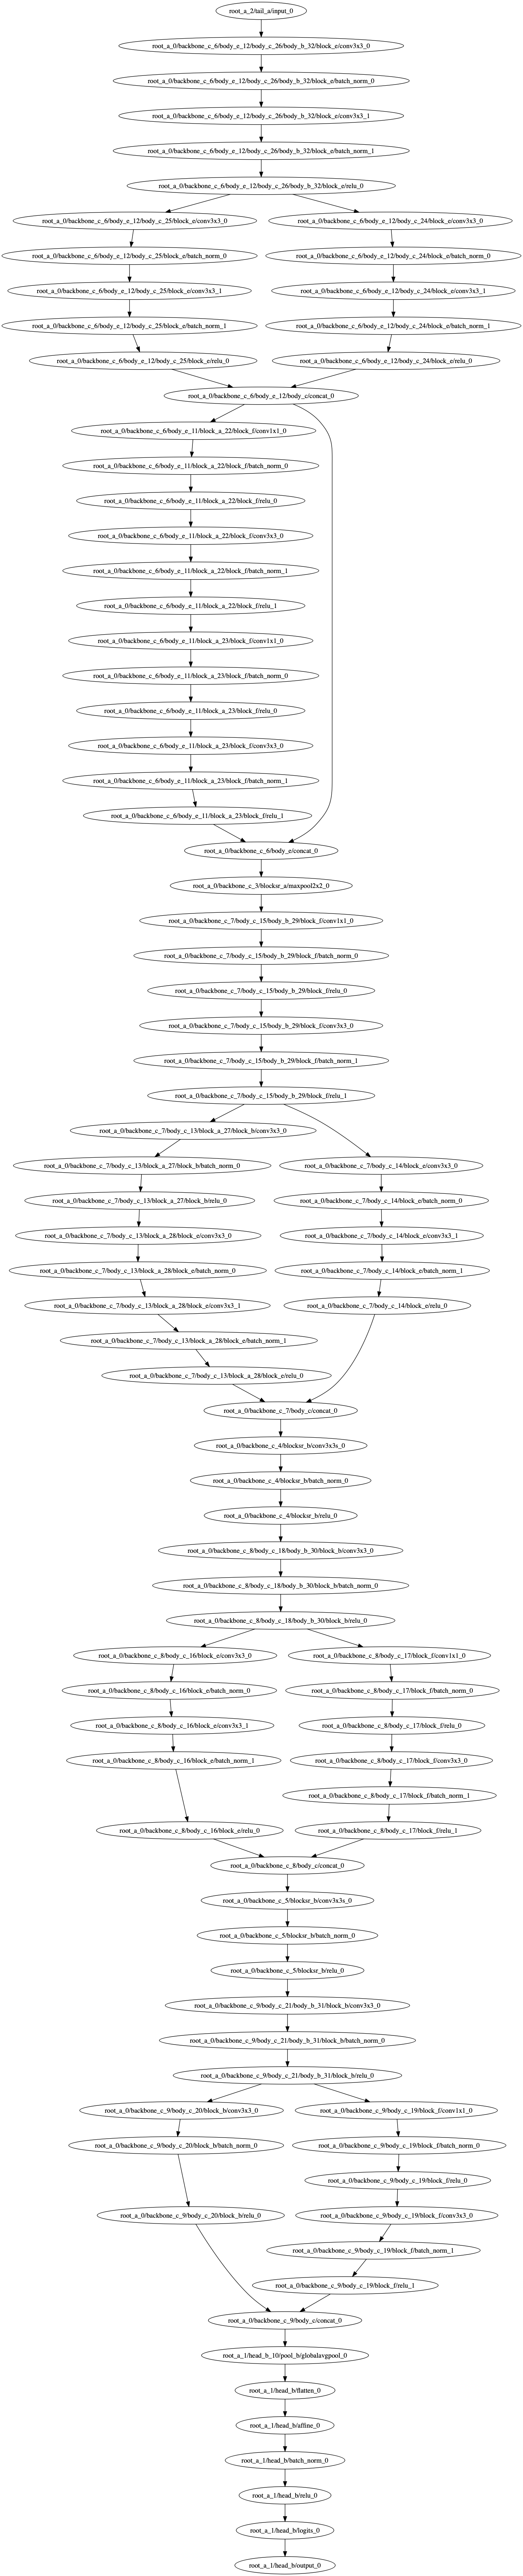 root_a_2/tail_a/input_0
root_a_0/backbone_c_6/body_e_12/body_c_26/body_b_32/block_e/conv3x3_0
root_a_0/backbone_c_6/body_e_12/body_c_26/body_b_32/block_e/batch_norm_0
root_a_0/backbone_c_6/body_e_12/body_c_26/body_b_32/block_e/conv3x3_1
root_a_0/backbone_c_6/body_e_12/body_c_26/body_b_32/block_e/batch_norm_1
root_a_0/backbone_c_6/body_e_12/body_c_26/body_b_32/block_e/relu_0
root_a_0/backbone_c_6/body_e_12/body_c_25/block_e/conv3x3_0
root_a_0/backbone_c_6/body_e_12/body_c_24/block_e/conv3x3_0
root_a_0/backbone_c_6/body_e_12/body_c_25/block_e/batch_norm_0
root_a_0/backbone_c_6/body_e_12/body_c_24/block_e/batch_norm_0
root_a_0/backbone_c_6/body_e_12/body_c_25/block_e/conv3x3_1
root_a_0/backbone_c_6/body_e_12/body_c_24/block_e/conv3x3_1
root_a_0/backbone_c_6/body_e_12/body_c_25/block_e/batch_norm_1
root_a_0/backbone_c_6/body_e_12/body_c_24/block_e/batch_norm_1
root_a_0/backbone_c_6/body_e_12/body_c_25/block_e/relu_0
root_a_0/backbone_c_6/body_e_12/body_c_24/block_e/relu_0
root_a_0/backbone_c_6/body_e_12/body_c/concat_0
root_a_0/backbone_c_6/body_e_11/block_a_22/block_f/conv1x1_0
root_a_0/backbone_c_6/body_e_11/block_a_22/block_f/batch_norm_0
root_a_0/backbone_c_6/body_e_11/block_a_22/block_f/relu_0
root_a_0/backbone_c_6/body_e_11/block_a_22/block_f/conv3x3_0
root_a_0/backbone_c_6/body_e_11/block_a_22/block_f/batch_norm_1
root_a_0/backbone_c_6/body_e_11/block_a_22/block_f/relu_1
root_a_0/backbone_c_6/body_e_11/block_a_23/block_f/conv1x1_0
root_a_0/backbone_c_6/body_e_11/block_a_23/block_f/batch_norm_0
root_a_0/backbone_c_6/body_e_11/block_a_23/block_f/relu_0
root_a_0/backbone_c_6/body_e_11/block_a_23/block_f/conv3x3_0
root_a_0/backbone_c_6/body_e_11/block_a_23/block_f/batch_norm_1
root_a_0/backbone_c_6/body_e_11/block_a_23/block_f/relu_1
root_a_0/backbone_c_6/body_e/concat_0
root_a_0/backbone_c_3/blocksr_a/maxpool2x2_0
root_a_0/backbone_c_7/body_c_15/body_b_29/block_f/conv1x1_0
root_a_0/backbone_c_7/body_c_15/body_b_29/block_f/batch_norm_0
root_a_0/backbone_c_7/body_c_15/body_b_29/block_f/relu_0
root_a_0/backbone_c_7/body_c_15/body_b_29/block_f/conv3x3_0
root_a_0/backbone_c_7/body_c_15/body_b_29/block_f/batch_norm_1
root_a_0/backbone_c_7/body_c_15/body_b_29/block_f/relu_1
root_a_0/backbone_c_7/body_c_13/block_a_27/block_b/conv3x3_0
root_a_0/backbone_c_7/body_c_13/block_a_27/block_b/batch_norm_0
root_a_0/backbone_c_7/body_c_14/block_e/conv3x3_0
root_a_0/backbone_c_7/body_c_13/block_a_27/block_b/relu_0
root_a_0/backbone_c_7/body_c_14/block_e/batch_norm_0
root_a_0/backbone_c_7/body_c_13/block_a_28/block_e/conv3x3_0
root_a_0/backbone_c_7/body_c_14/block_e/conv3x3_1
root_a_0/backbone_c_7/body_c_13/block_a_28/block_e/batch_norm_0
root_a_0/backbone_c_7/body_c_14/block_e/batch_norm_1
root_a_0/backbone_c_7/body_c_13/block_a_28/block_e/conv3x3_1
root_a_0/backbone_c_7/body_c_14/block_e/relu_0
root_a_0/backbone_c_7/body_c_13/block_a_28/block_e/batch_norm_1
root_a_0/backbone_c_7/body_c_13/block_a_28/block_e/relu_0
root_a_0/backbone_c_7/body_c/concat_0
root_a_0/backbone_c_4/blocksr_b/conv3x3s_0
root_a_0/backbone_c_4/blocksr_b/batch_norm_0
root_a_0/backbone_c_4/blocksr_b/relu_0
root_a_0/backbone_c_8/body_c_18/body_b_30/block_b/conv3x3_0
root_a_0/backbone_c_8/body_c_18/body_b_30/block_b/batch_norm_0
root_a_0/backbone_c_8/body_c_18/body_b_30/block_b/relu_0
root_a_0/backbone_c_8/body_c_16/block_e/conv3x3_0
root_a_0/backbone_c_8/body_c_17/block_f/conv1x1_0
root_a_0/backbone_c_8/body_c_16/block_e/batch_norm_0
root_a_0/backbone_c_8/body_c_17/block_f/batch_norm_0
root_a_0/backbone_c_8/body_c_16/block_e/conv3x3_1
root_a_0/backbone_c_8/body_c_17/block_f/relu_0
root_a_0/backbone_c_8/body_c_16/block_e/batch_norm_1
root_a_0/backbone_c_8/body_c_17/block_f/conv3x3_0
root_a_0/backbone_c_8/body_c_17/block_f/batch_norm_1
root_a_0/backbone_c_8/body_c_16/block_e/relu_0
root_a_0/backbone_c_8/body_c_17/block_f/relu_1
root_a_0/backbone_c_8/body_c/concat_0
root_a_0/backbone_c_5/blocksr_b/conv3x3s_0
root_a_0/backbone_c_5/blocksr_b/batch_norm_0
root_a_0/backbone_c_5/blocksr_b/relu_0
root_a_0/backbone_c_9/body_c_21/body_b_31/block_b/conv3x3_0
root_a_0/backbone_c_9/body_c_21/body_b_31/block_b/batch_norm_0
root_a_0/backbone_c_9/body_c_21/body_b_31/block_b/relu_0
root_a_0/backbone_c_9/body_c_20/block_b/conv3x3_0
root_a_0/backbone_c_9/body_c_19/block_f/conv1x1_0
root_a_0/backbone_c_9/body_c_20/block_b/batch_norm_0
root_a_0/backbone_c_9/body_c_19/block_f/batch_norm_0
root_a_0/backbone_c_9/body_c_19/block_f/relu_0
root_a_0/backbone_c_9/body_c_20/block_b/relu_0
root_a_0/backbone_c_9/body_c_19/block_f/conv3x3_0
root_a_0/backbone_c_9/body_c_19/block_f/batch_norm_1
root_a_0/backbone_c_9/body_c_19/block_f/relu_1
root_a_0/backbone_c_9/body_c/concat_0
root_a_1/head_b_10/pool_b/globalavgpool_0
root_a_1/head_b/flatten_0
root_a_1/head_b/affine_0
root_a_1/head_b/batch_norm_0
root_a_1/head_b/relu_0
root_a_1/head_b/logits_0
root_a_1/head_b/output_0